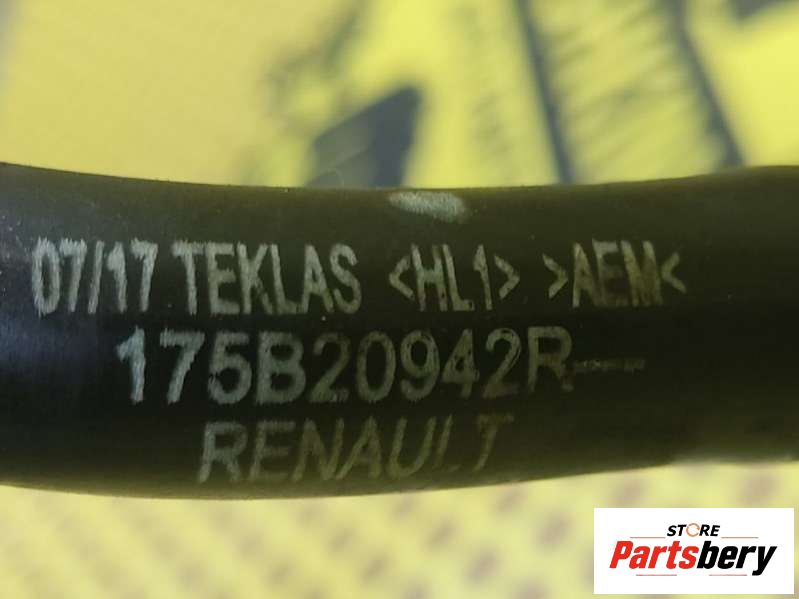 07/17 TEKLAS <HL1> >AEM<
175B20942R—
RENAULT
STORE
Partsbery